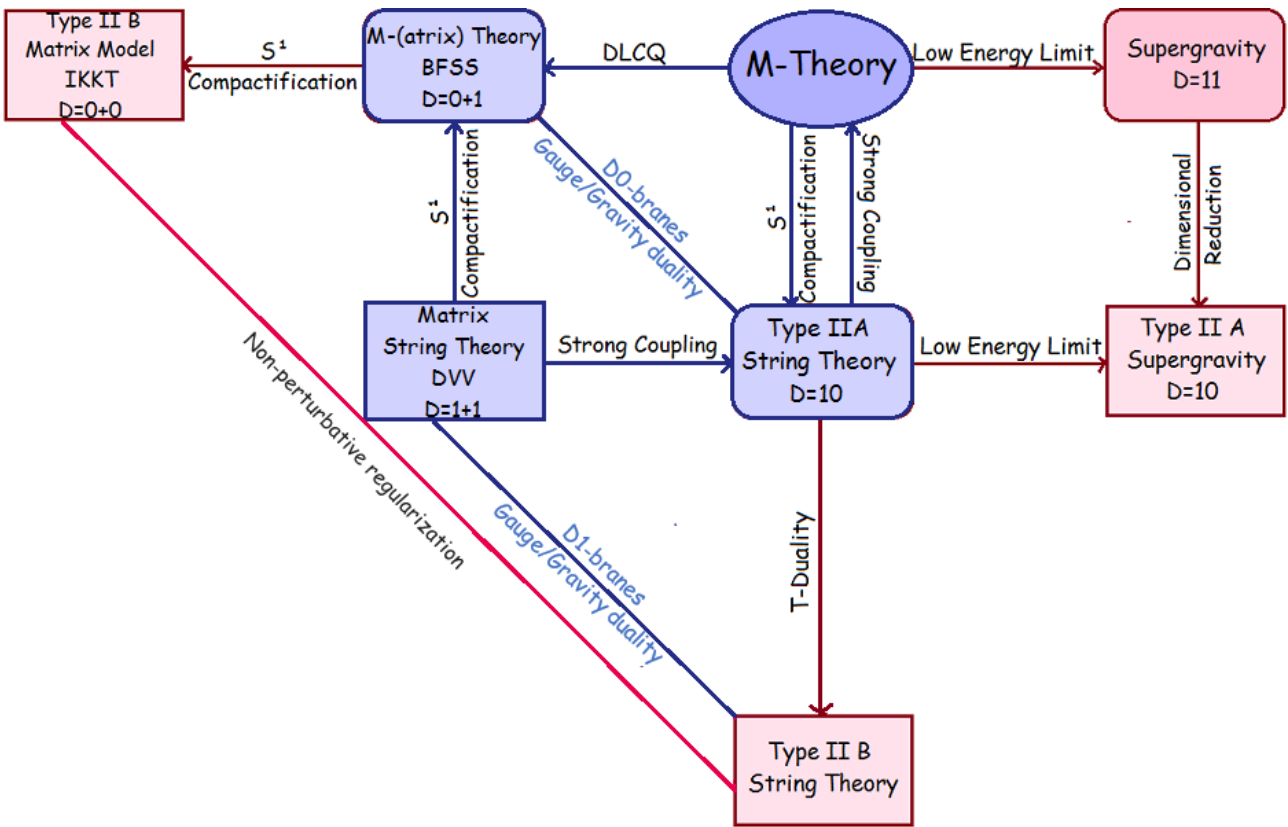 Type II B
Matrix Model
IKKT
D=0+0
S¹
Compactification
M-(atrix) Theory
BFSS
D=0+1
DLCQ
M-Theory
Low Energy Limit
Supergravity
D=11
S¹
Compactification
D0-branes
Gauge/Gravity duality
S¹
Compactification
Strong Coupling
Dimensional
Reduction
Matrix
String Theory
DVV
D=1+1
Strong Coupling
Type IIA
String Theory
D=10
Low Energy Limit
Type II A
Supergravity
D=10
Non-perturbative regularization
D1-branes
Gauge/Gravity duality
T-Duality
Type II B
String Theory